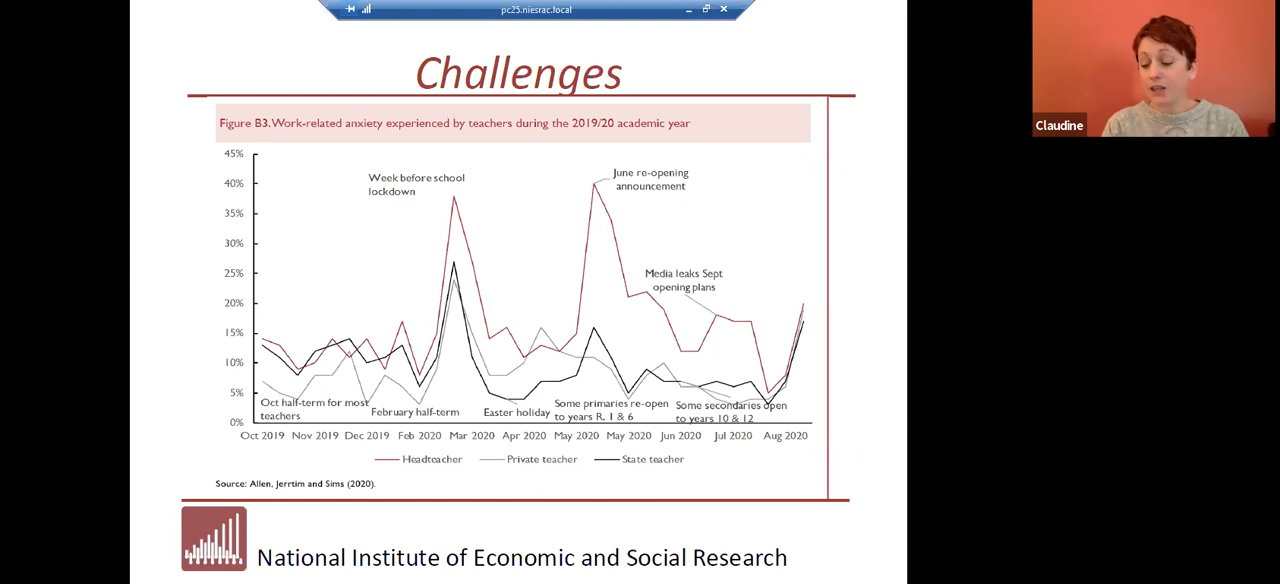 pc25.niesrac.local
Challenges
Claudine
Figure B3. Work-related anxiety experienced by teachers during the 2019/20 academic year
45%
40%
35%
30%
25%
20%
15%
10%
5%
0%
Week before school
lockdown
June re-opening
announcement
Media leaks Sept
opening plans
Oct half-term for most
teachers
February half-term
Easter holiday
Some primaries re-open
to years R, 1 & 6
Some secondaries open
to years 10 & 12
Oct 2019 Nov 2019 Dec 2019 Feb 2020 Mar 2020 Apr 2020 May 2020 May 2020 Jun 2020 Jul 2020 Aug 2020
Headteacher Private teacher State teacher
Source: Allen, Jerrtim and Sims (2020).
National Institute of Economic and Social Research